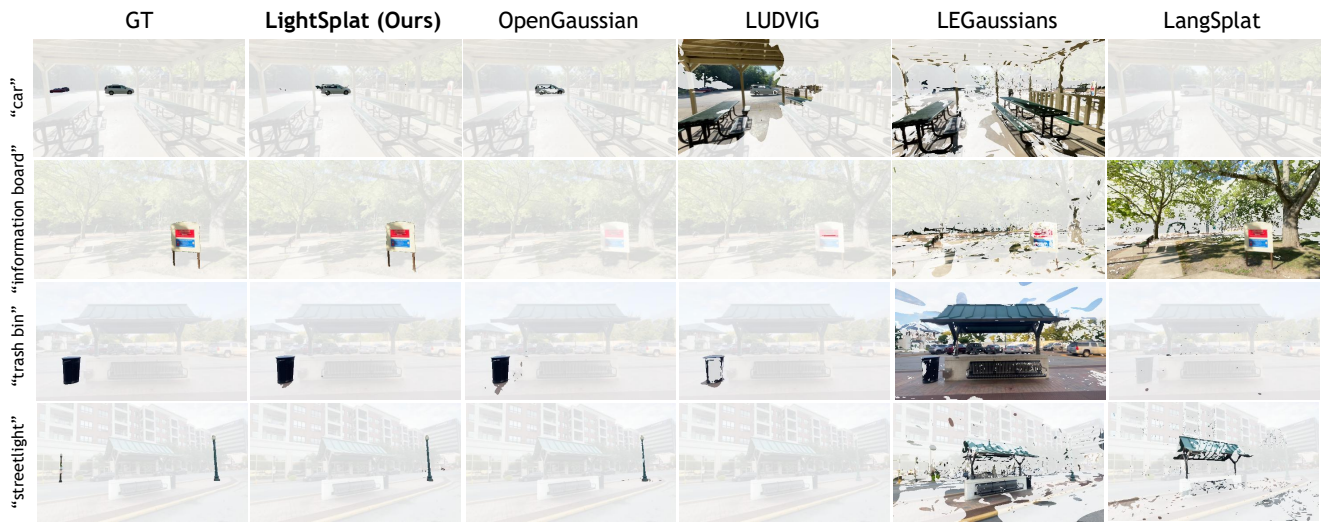 GT LightSplat (Ours) OpenGaussian LUDVIG LEGaussians LangSplat
“car”
“information board”
“trash bin”
“streetlight”